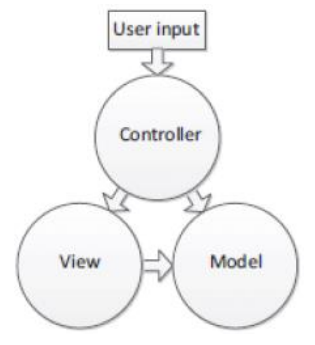 User input
Controller
View
Model